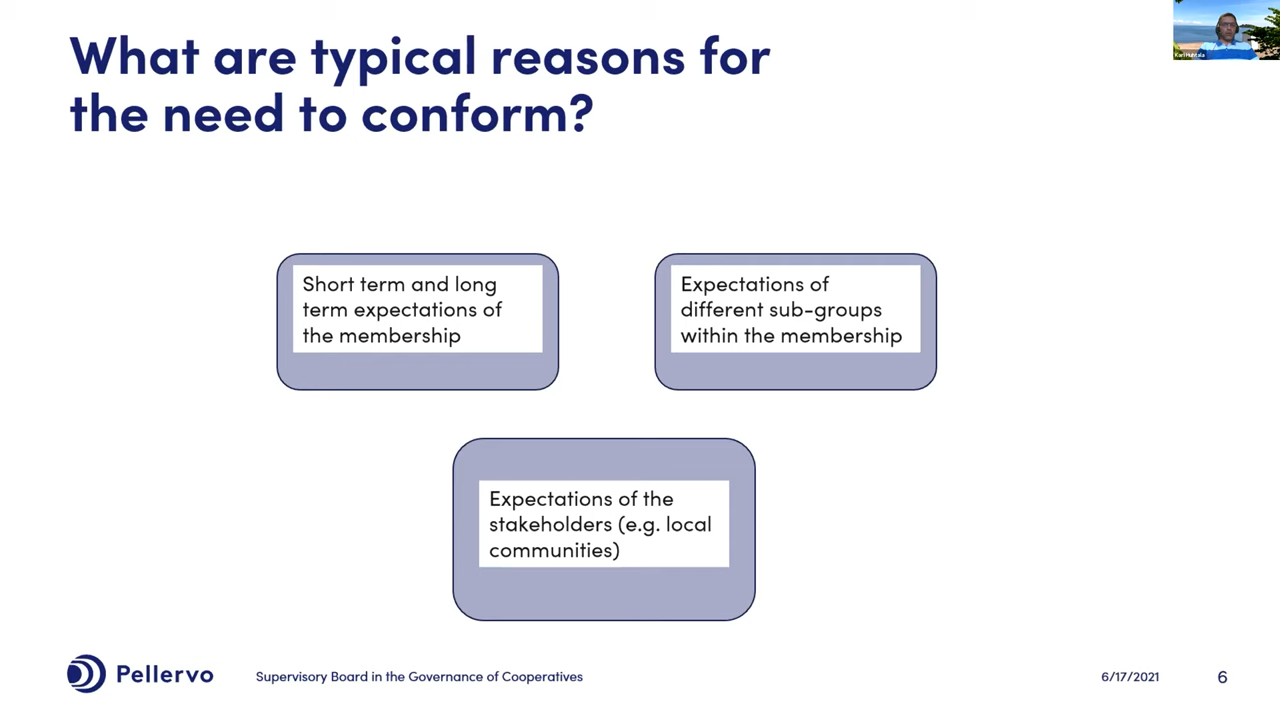 What are typical reasons for
the need to conform?
Kari Huhtala
Short term and long
term expectations of
the membership
Expectations of
different sub-groups
within the membership
Expectations of the
stakeholders (e.g. local
communities)
Pellervo
Supervisory Board in the Governance of Cooperatives
6/17/2021
6